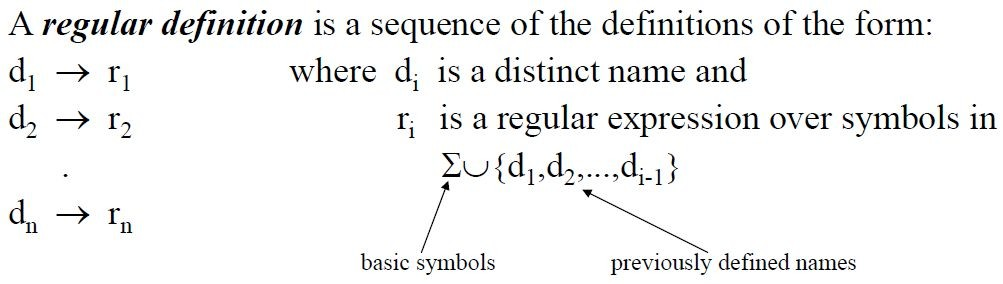 A regular definition is a sequence of the definitions of the form:
d₁ → r₁ where dᵢ is a distinct name and
d₂ → r₂ rᵢ is a regular expression over symbols in
. Σ∪{d₁,d₂,...,dᵢ₋₁}
dₙ → rₙ
basic symbols previously defined names